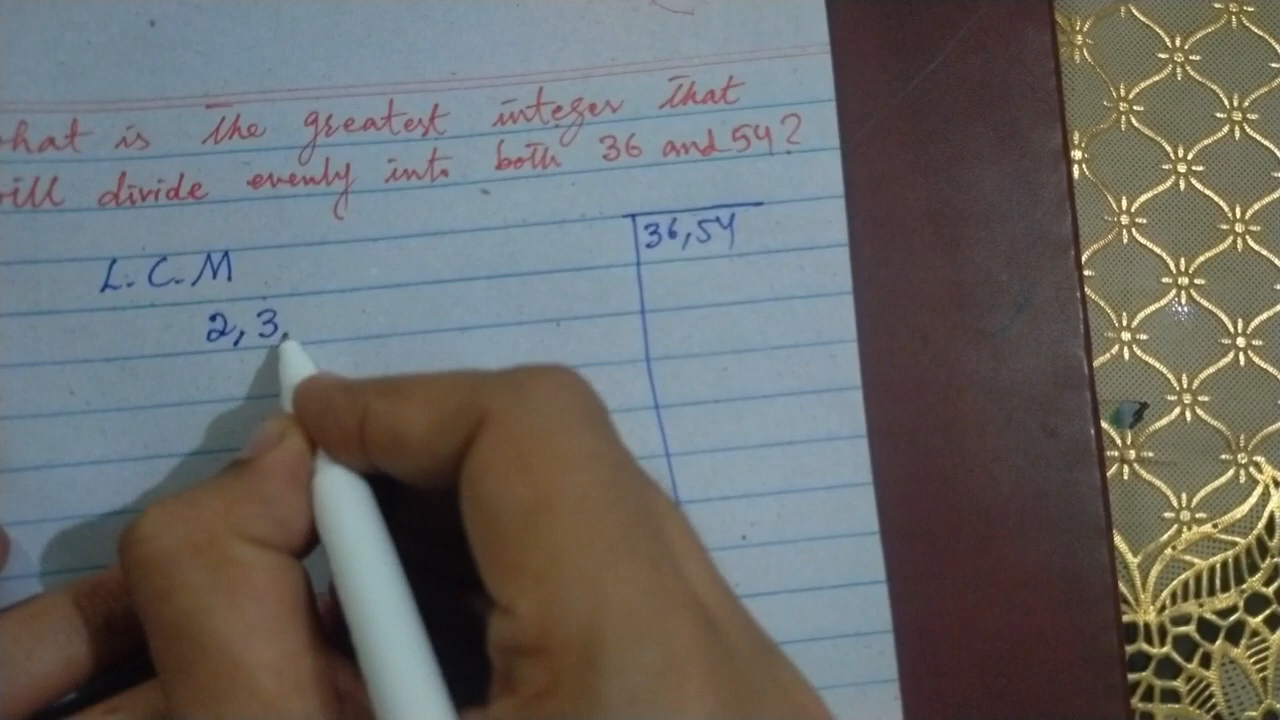 hat is the greatest integer that
ill divide evenly into both 36 and 54?
36,54
L.C.M
2,3,